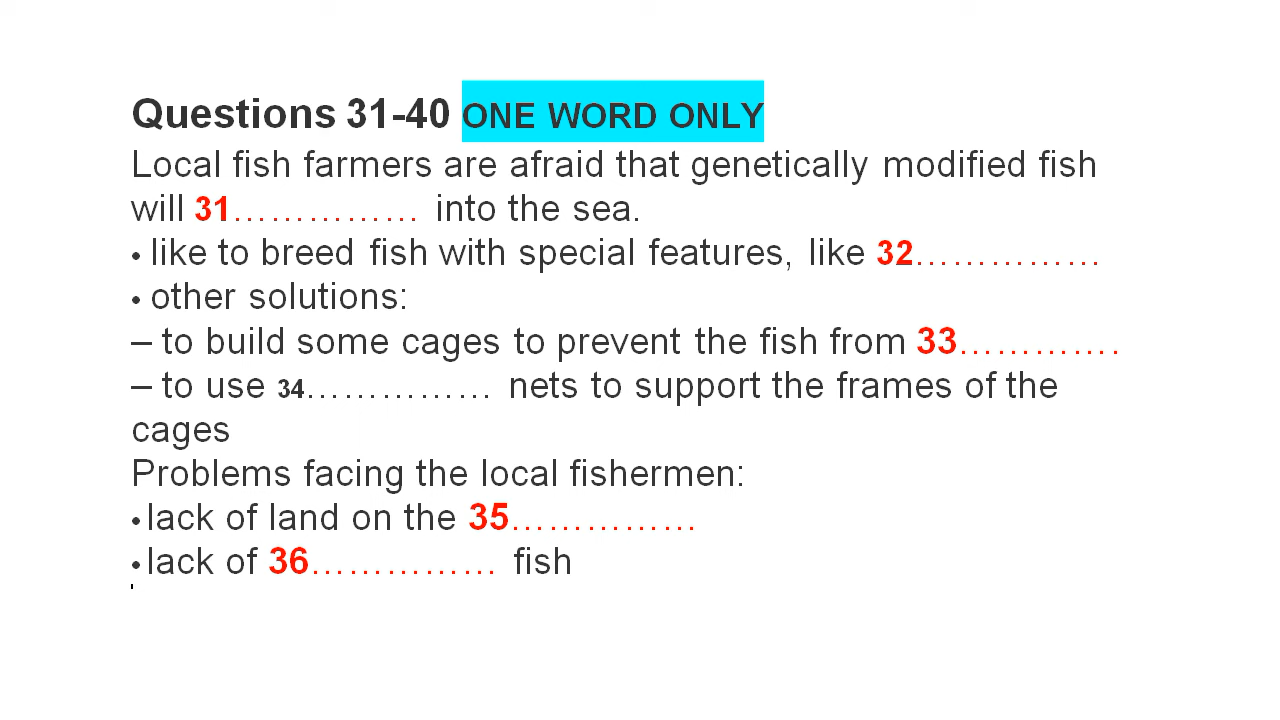 Questions 31-40 ONE WORD ONLY
Local fish farmers are afraid that genetically modified fish
will 31…………… into the sea.
• like to breed fish with special features, like 32……………
• other solutions:
– to build some cages to prevent the fish from 33………….
– to use 34…………… nets to support the frames of the
cages
Problems facing the local fishermen:
• lack of land on the 35……………
• lack of 36…………… fish